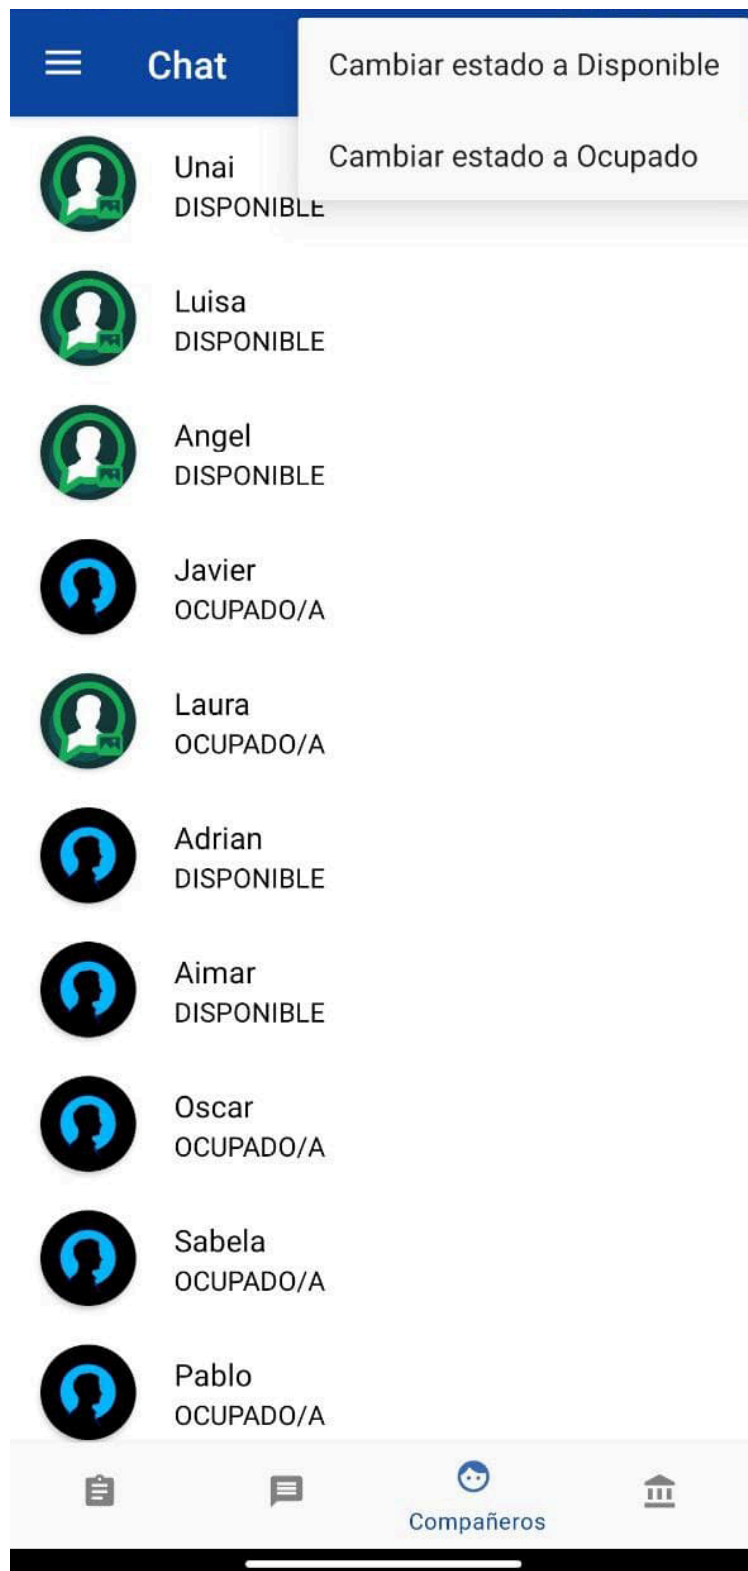 Chat
Cambiar estado a Disponible
Cambiar estado a Ocupado
Unai
DISPONIBLE
Luisa
DISPONIBLE
Angel
DISPONIBLE
Javier
OCUPADO/A
Laura
OCUPADO/A
Adrian
DISPONIBLE
Aimar
DISPONIBLE
Oscar
OCUPADO/A
Sabela
OCUPADO/A
Pablo
OCUPADO/A
Compañeros